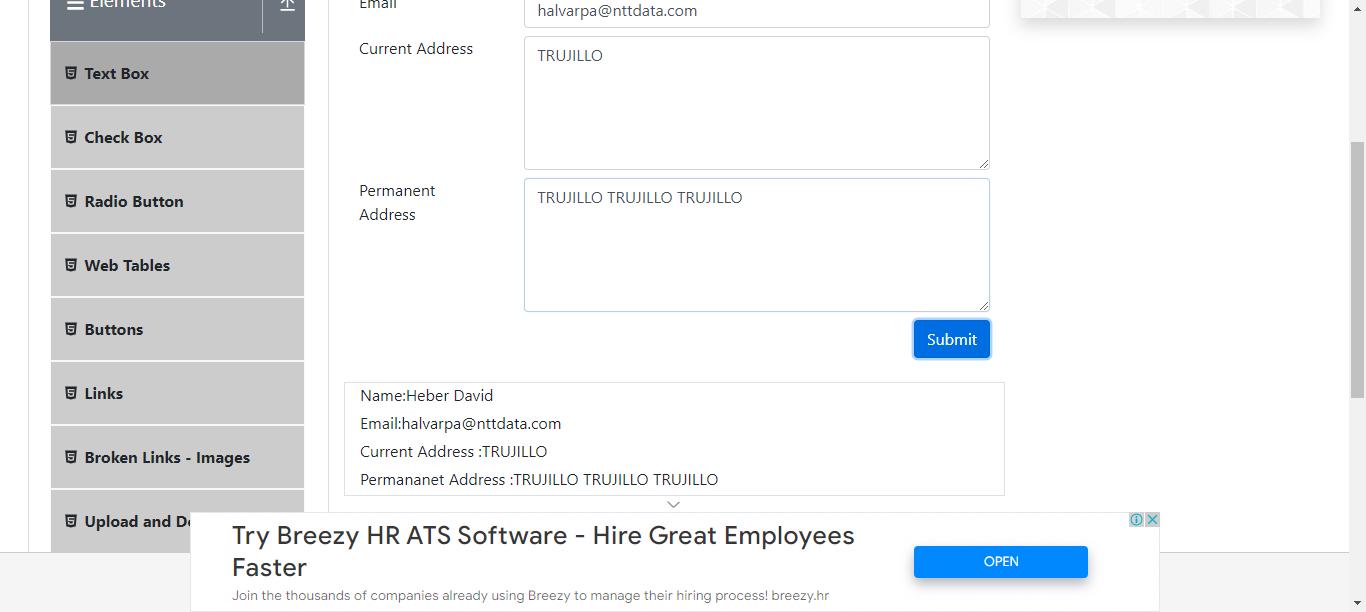 Elements
Text Box
Check Box
Radio Button
Web Tables
Buttons
Links
Broken Links - Images
Upload and Do
Email
halvarpa@nttdata.com
Current Address
TRUJILLO
Permanent
Address
TRUJILLO TRUJILLO TRUJILLO
Submit
Name:Heber David
Email:halvarpa@nttdata.com
Current Address :TRUJILLO
Permananet Address :TRUJILLO TRUJILLO TRUJILLO
Try Breezy HR ATS Software - Hire Great Employees
Faster
Join the thousands of companies already using Breezy to manage their hiring process! breezy.hr
OPEN